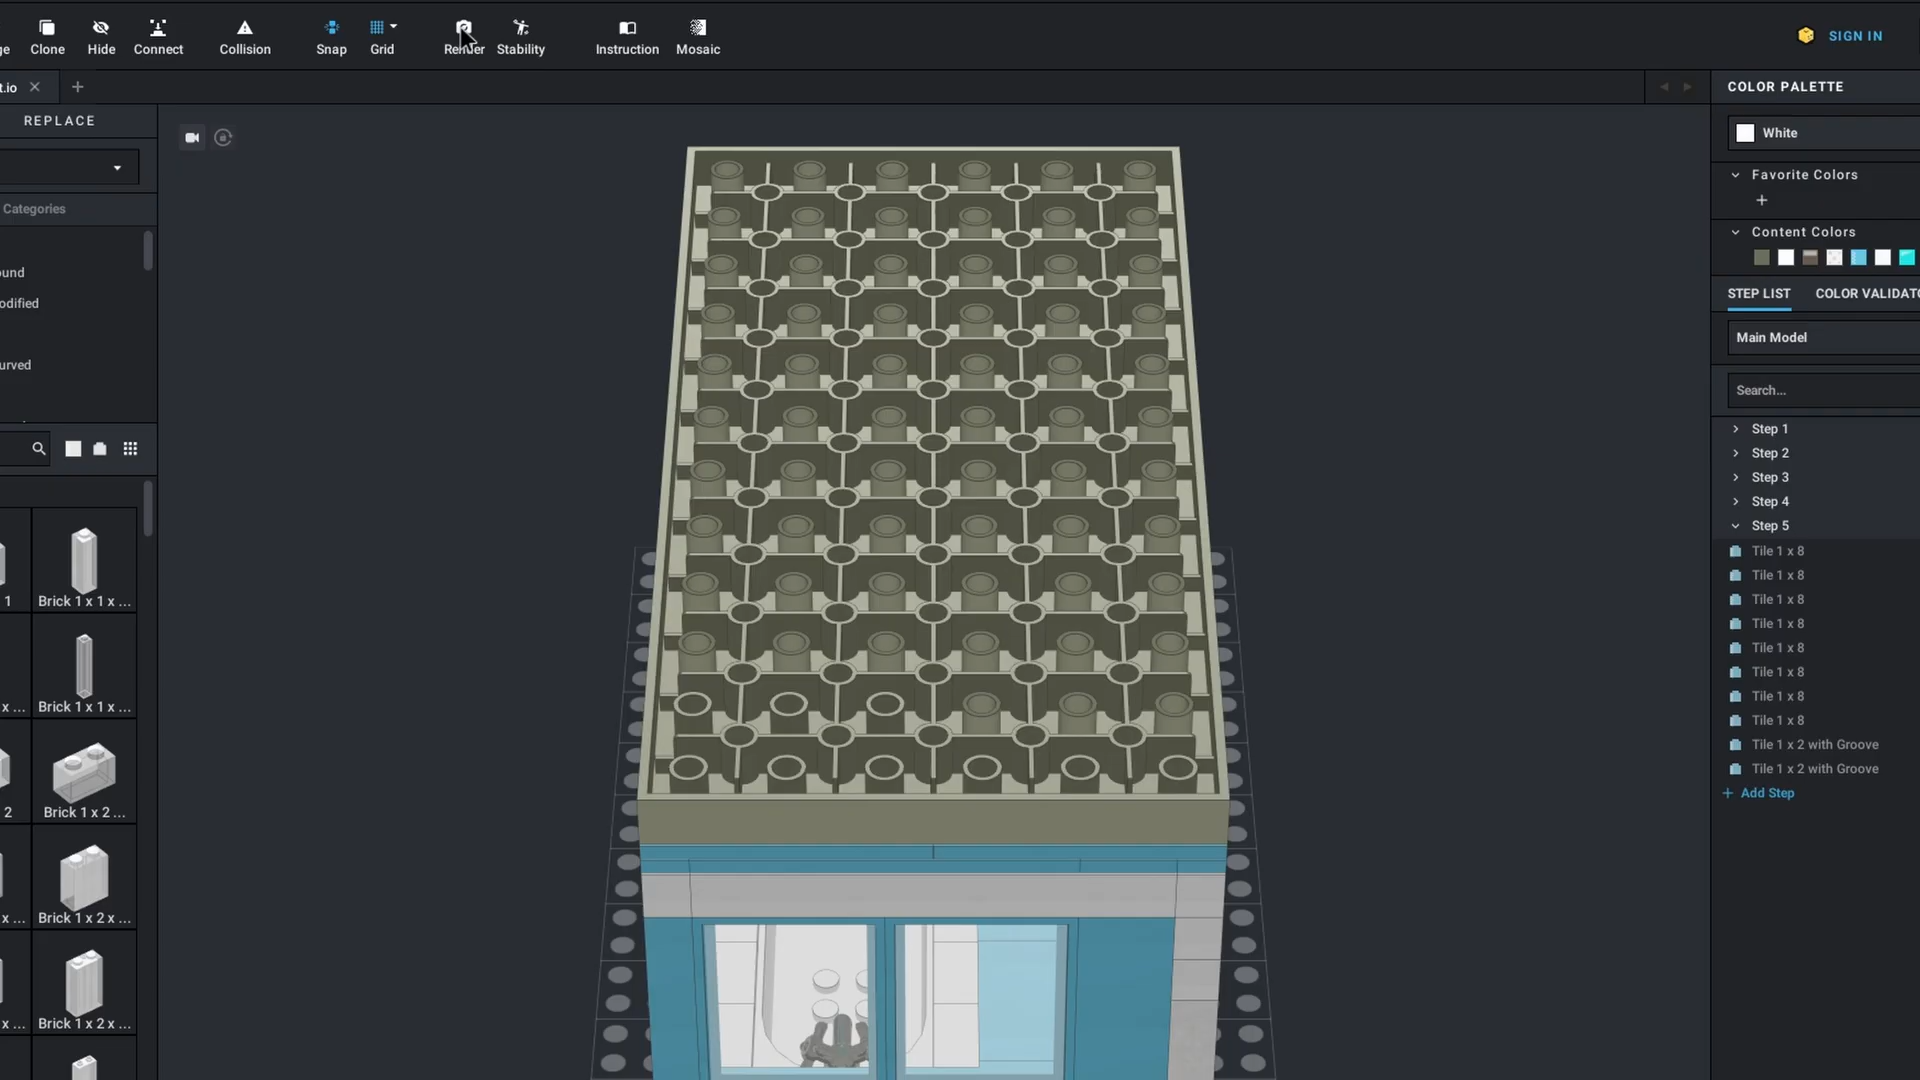 ge
Clone
Hide
Connect
Collision
Snap
Grid
Render
Stability
Instruction
Mosaic
SIGN IN
t.io
REPLACE
Categories
ound
odified
urved
1
Brick 1 x 1 x ...
x ...
Brick 1 x 1 x ...
2
Brick 1 x 2 ...
x ...
Brick 1 x 2 x ...
x ...
Brick 1 x 2 x ...
COLOR PALETTE
White
Favorite Colors
Content Colors
STEP LIST
COLOR VALIDATO
Main Model
Search...
Step 1
Step 2
Step 3
Step 4
Step 5
Tile 1 x 8
Tile 1 x 8
Tile 1 x 8
Tile 1 x 8
Tile 1 x 8
Tile 1 x 8
Tile 1 x 8
Tile 1 x 8
Tile 1 x 2 with Groove
Tile 1 x 2 with Groove
+ Add Step